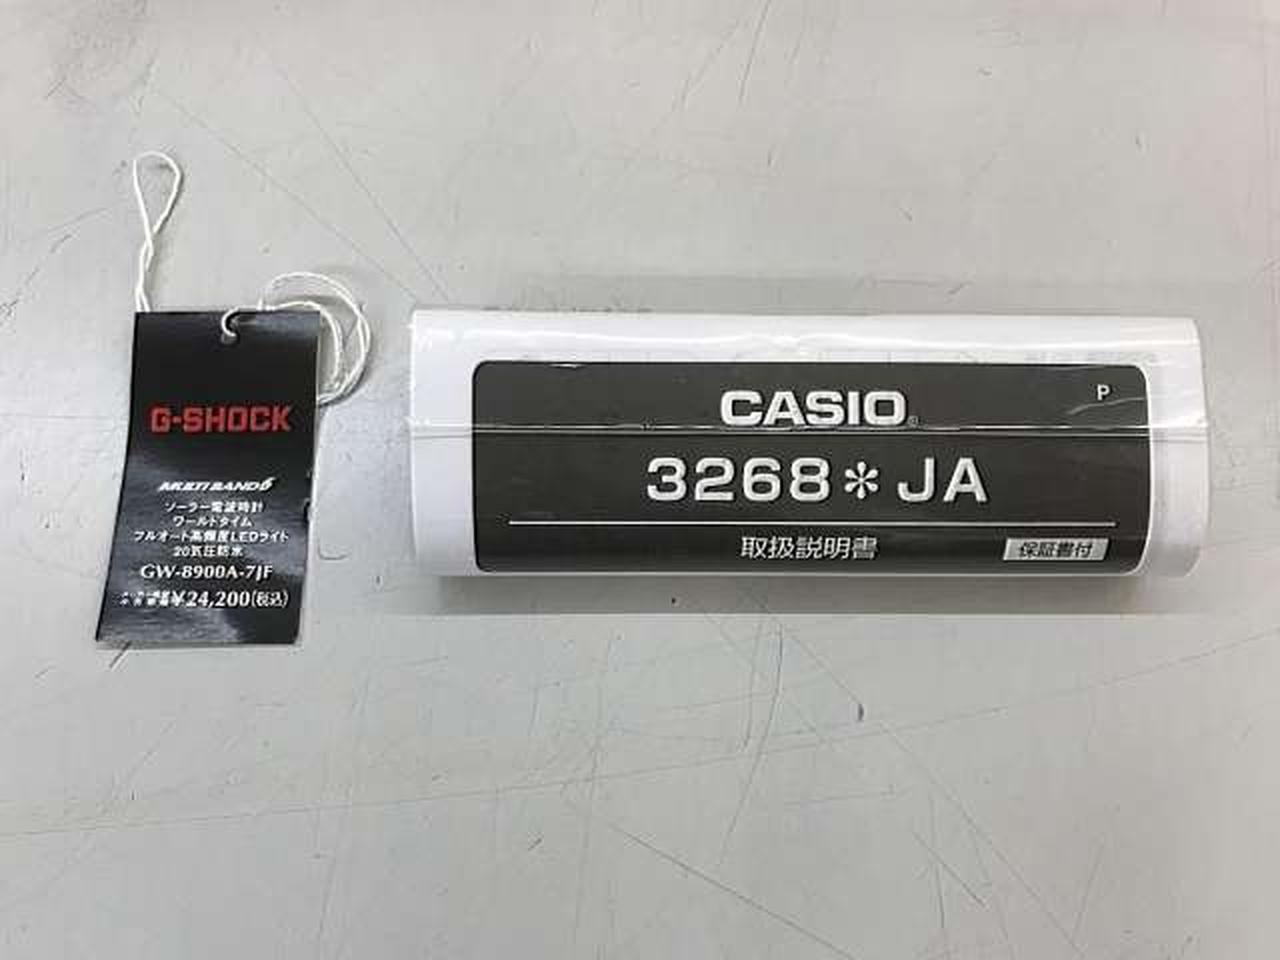 G-SHOCK
MULTI BAND 6
ソーラー電波時計
ワールドタイム
フルオート高輝度LEDライト
20気圧防水
GW-8900A-7JF
¥24,200(税込)
CASIO®
P
3268✻JA
取扱説明書
保証書付